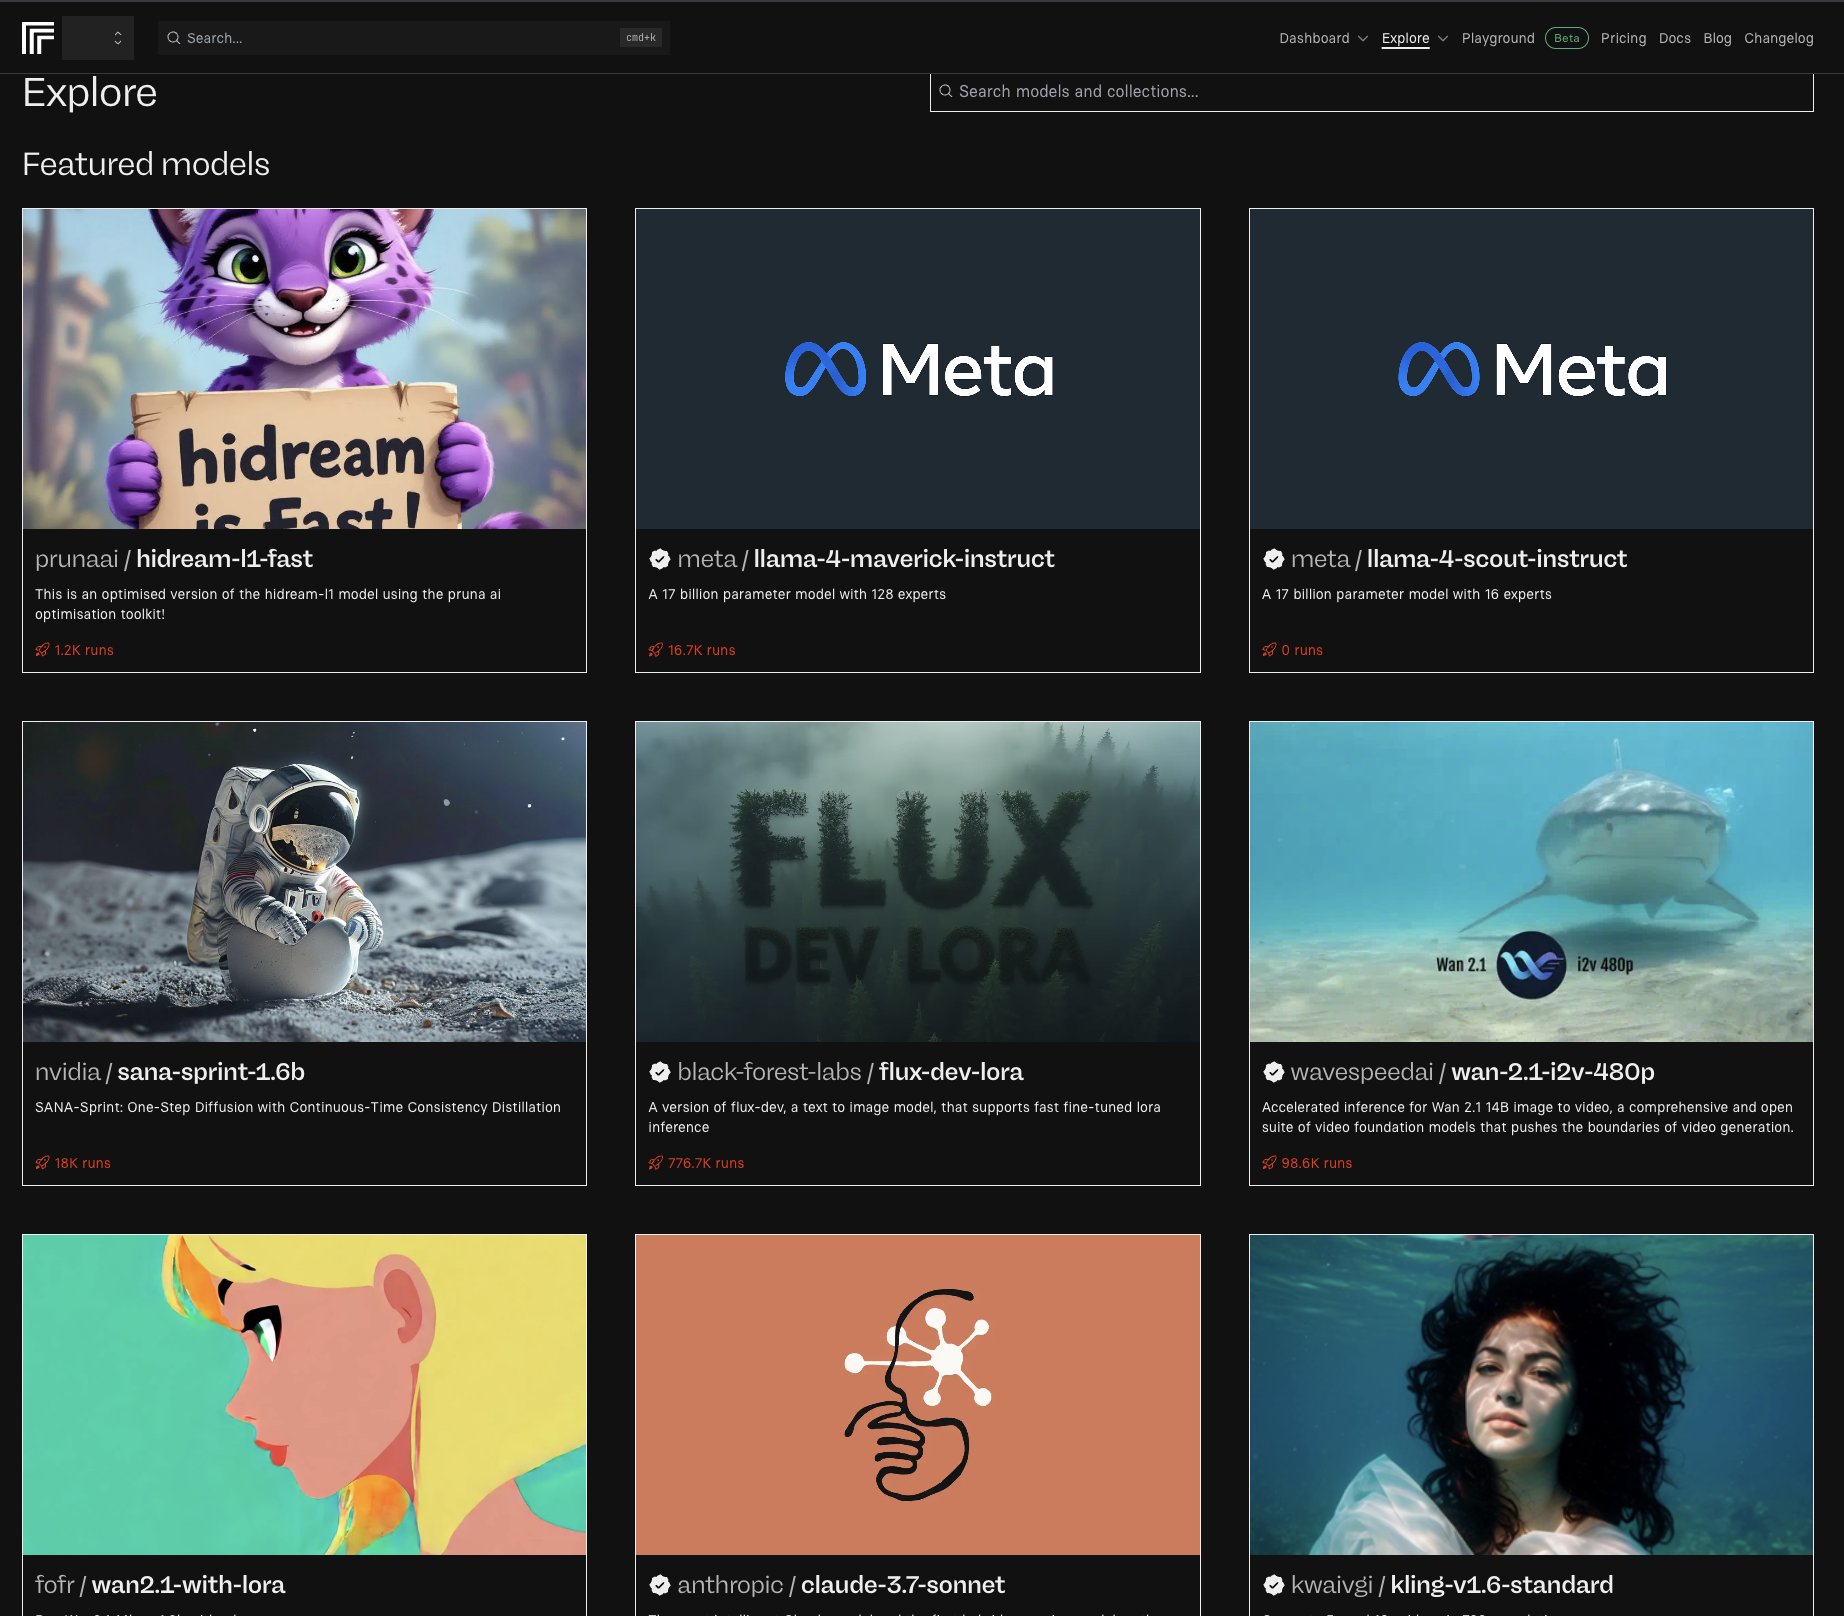 Search...
cmd+k
Dashboard
Explore
Playground
Beta
Pricing
Docs
Blog
Changelog
Explore
Search models and collections...
Featured models
hidream
is Fast!
Meta
Meta
prunaai / hidream-l1-fast
This is an optimised version of the hidream-l1 model using the pruna ai
optimisation toolkit!
1.2K runs
meta / llama-4-maverick-instruct
A 17 billion parameter model with 128 experts
16.7K runs
meta / llama-4-scout-instruct
A 17 billion parameter model with 16 experts
0 runs
FLUX
DEV LORA
Wan 2.1
i2v 480p
nvidia / sana-sprint-1.6b
SANA-Sprint: One-Step Diffusion with Continuous-Time Consistency Distillation
18K runs
black-forest-labs / flux-dev-lora
A version of flux-dev, a text to image model, that supports fast fine-tuned lora
inference
776.7K runs
wavespeedai / wan-2.1-i2v-480p
Accelerated inference for Wan 2.1 14B image to video, a comprehensive and open
suite of video foundation models that pushes the boundaries of video generation.
98.6K runs
fofr / wan2.1-with-lora
anthropic / claude-3.7-sonnet
kwaivgi / kling-v1.6-standard